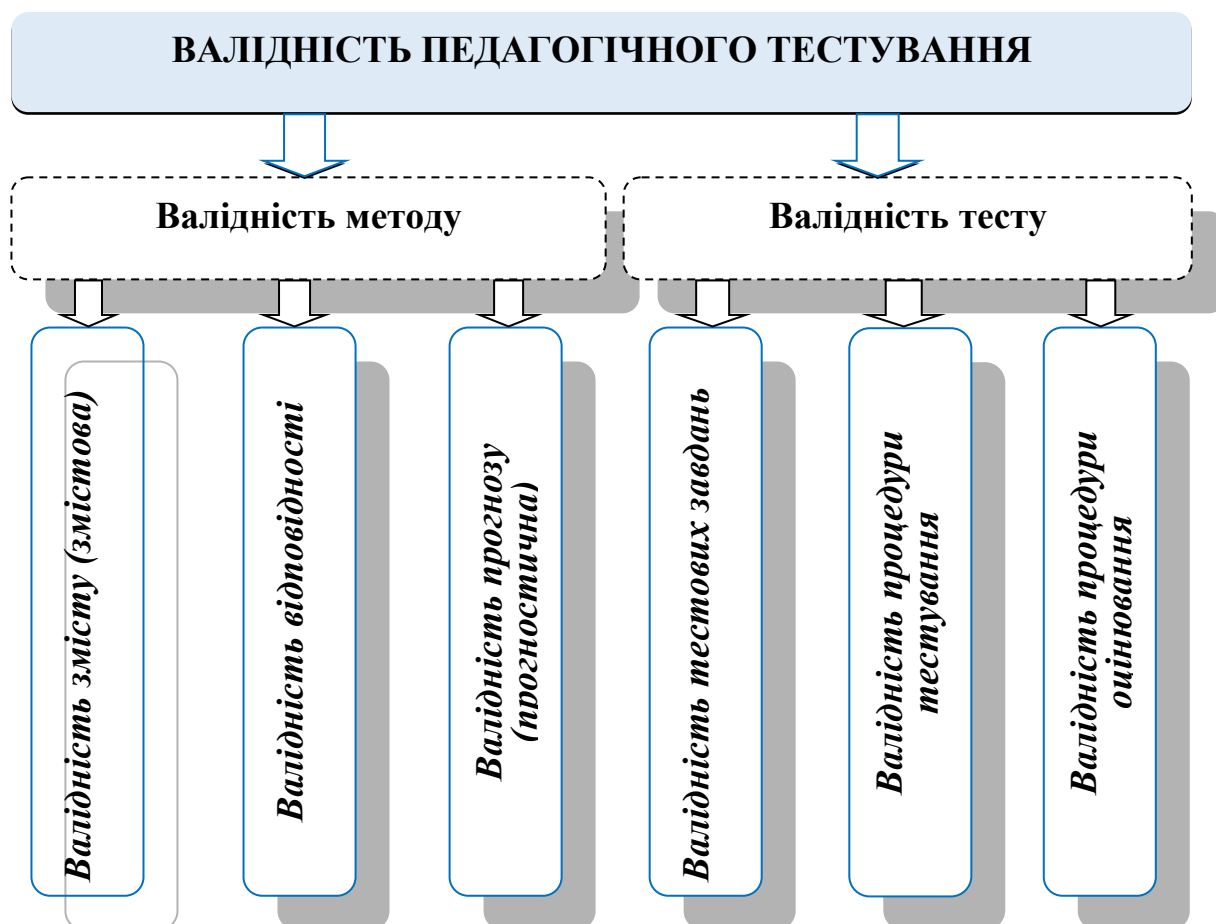 ВАЛІДНІСТЬ ПЕДАГОГІЧНОГО ТЕСТУВАННЯ
Валідність методу
Валідність тесту
Валідність змісту (змістова)
Валідність відповідності
Валідність прогнозу
(прогностична)
Валідність тестових завдань
Валідність процедури
тестування
Валідність процедури
оцінювання